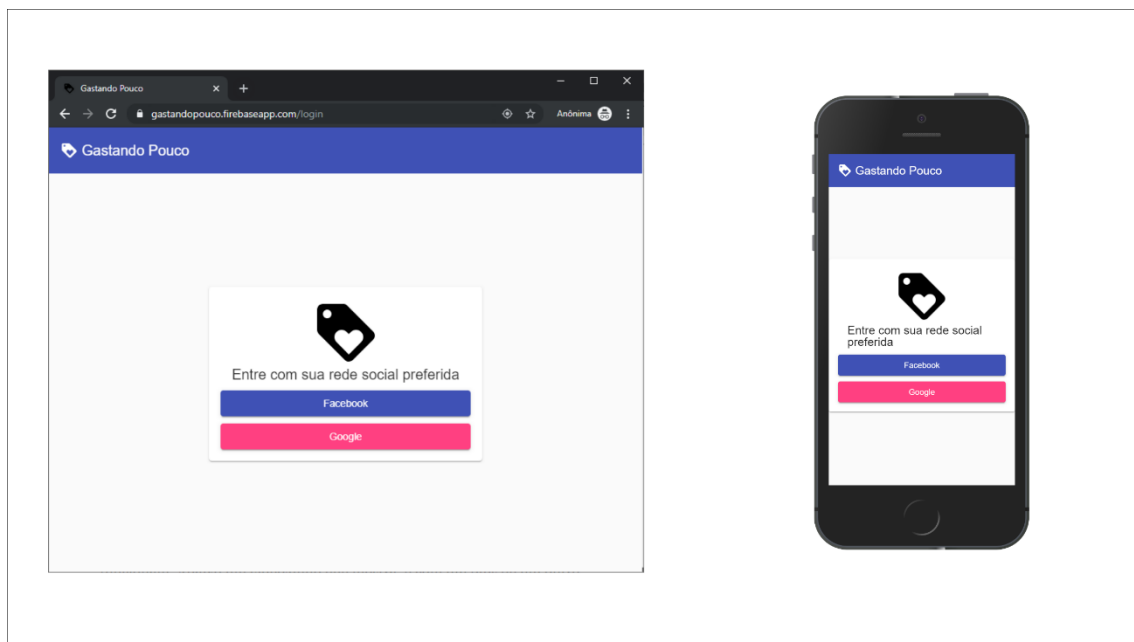 Gastando Pouco
gastandopouco.firebaseapp.com/login
Anônima
Gastando Pouco
Entre com sua rede social preferida
Facebook
Google
Gastando Pouco
Entre com sua rede social
preferida
Facebook
Google